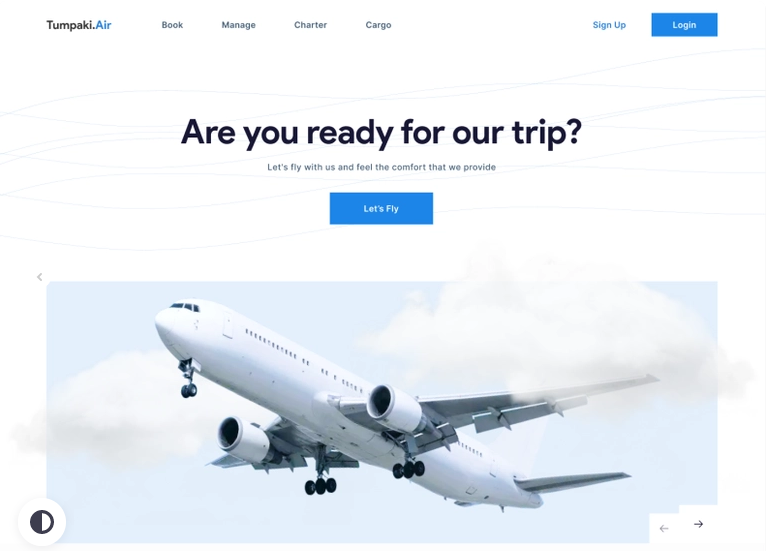 Tumpaki.Air
Book
Manage
Charter
Cargo
Sign Up
Login
Are you ready for our trip?
Let's fly with us and feel the comfort that we provide
Let's Fly